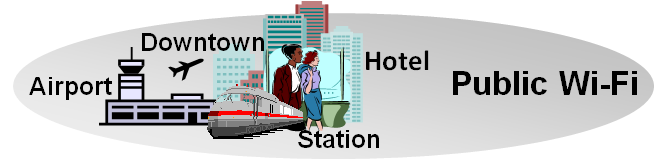 Downtown
Hotel
Airport
Public Wi-Fi
Station